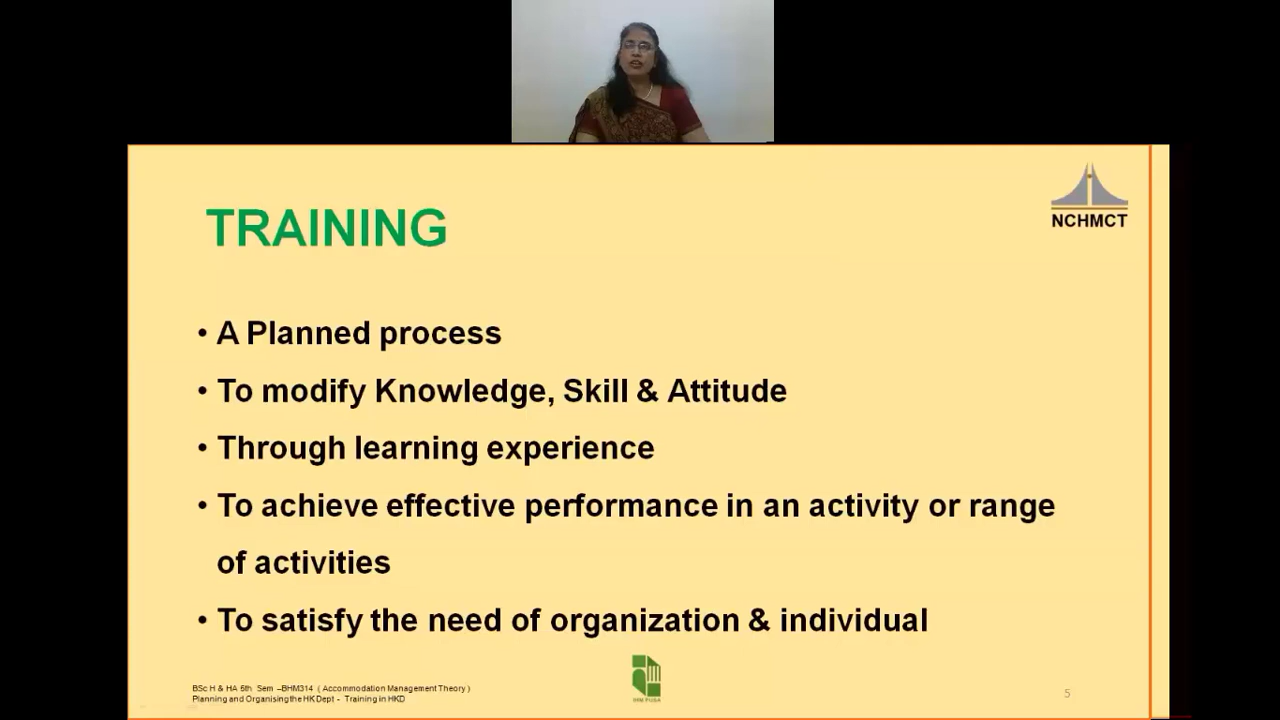 NCHMCT
TRAINING
• A Planned process
• To modify Knowledge, Skill & Attitude
• Through learning experience
• To achieve effective performance in an activity or range
of activities
• To satisfy the need of organization & individual
IHM PUSA
BSc H & HA 6th Sem –BHM314 ( Accommodation Management Theory )
Planning and Organising the HK Dept - Training in HKD
5